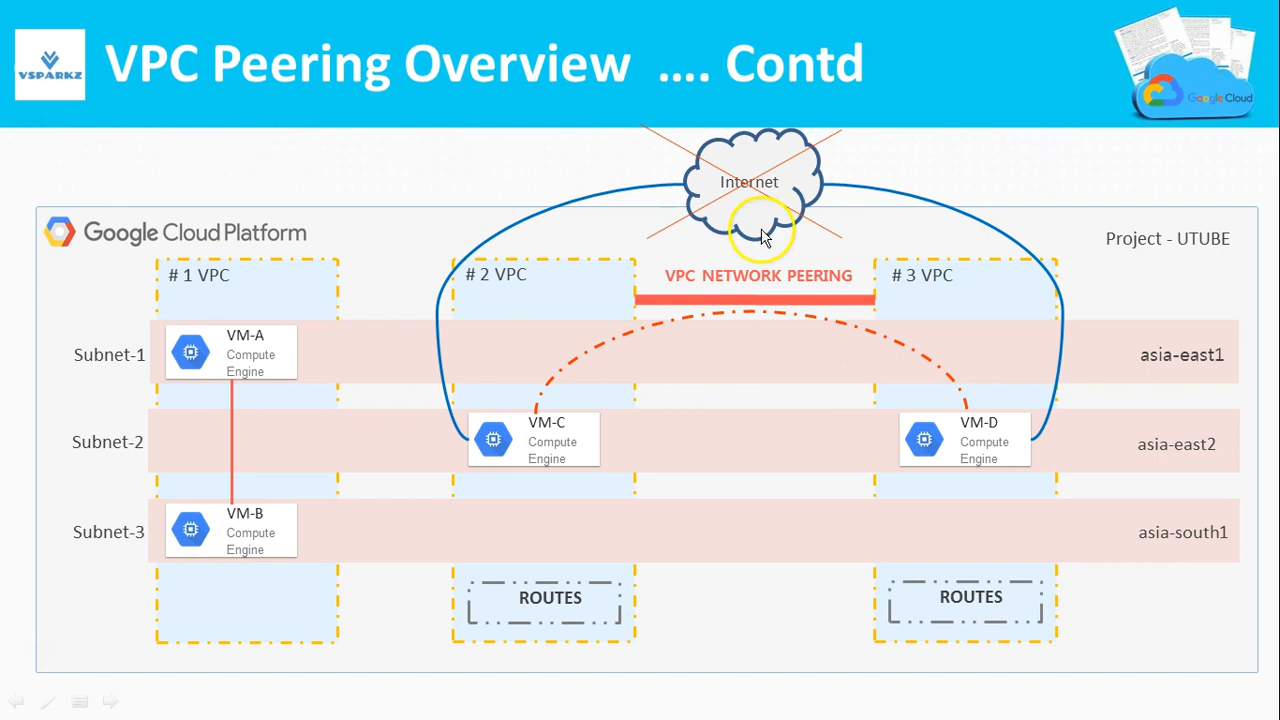 VSPARKZ
VPC Peering Overview .... Contd
Google Cloud
Internet
Google Cloud Platform
Project - UTUBE
# 1 VPC
# 2 VPC
VPC NETWORK PEERING
# 3 VPC
Subnet-1
VM-A
Compute
Engine
asia-east1
Subnet-2
VM-C
Compute
Engine
VM-D
Compute
Engine
asia-east2
Subnet-3
VM-B
Compute
Engine
asia-south1
ROUTES
ROUTES